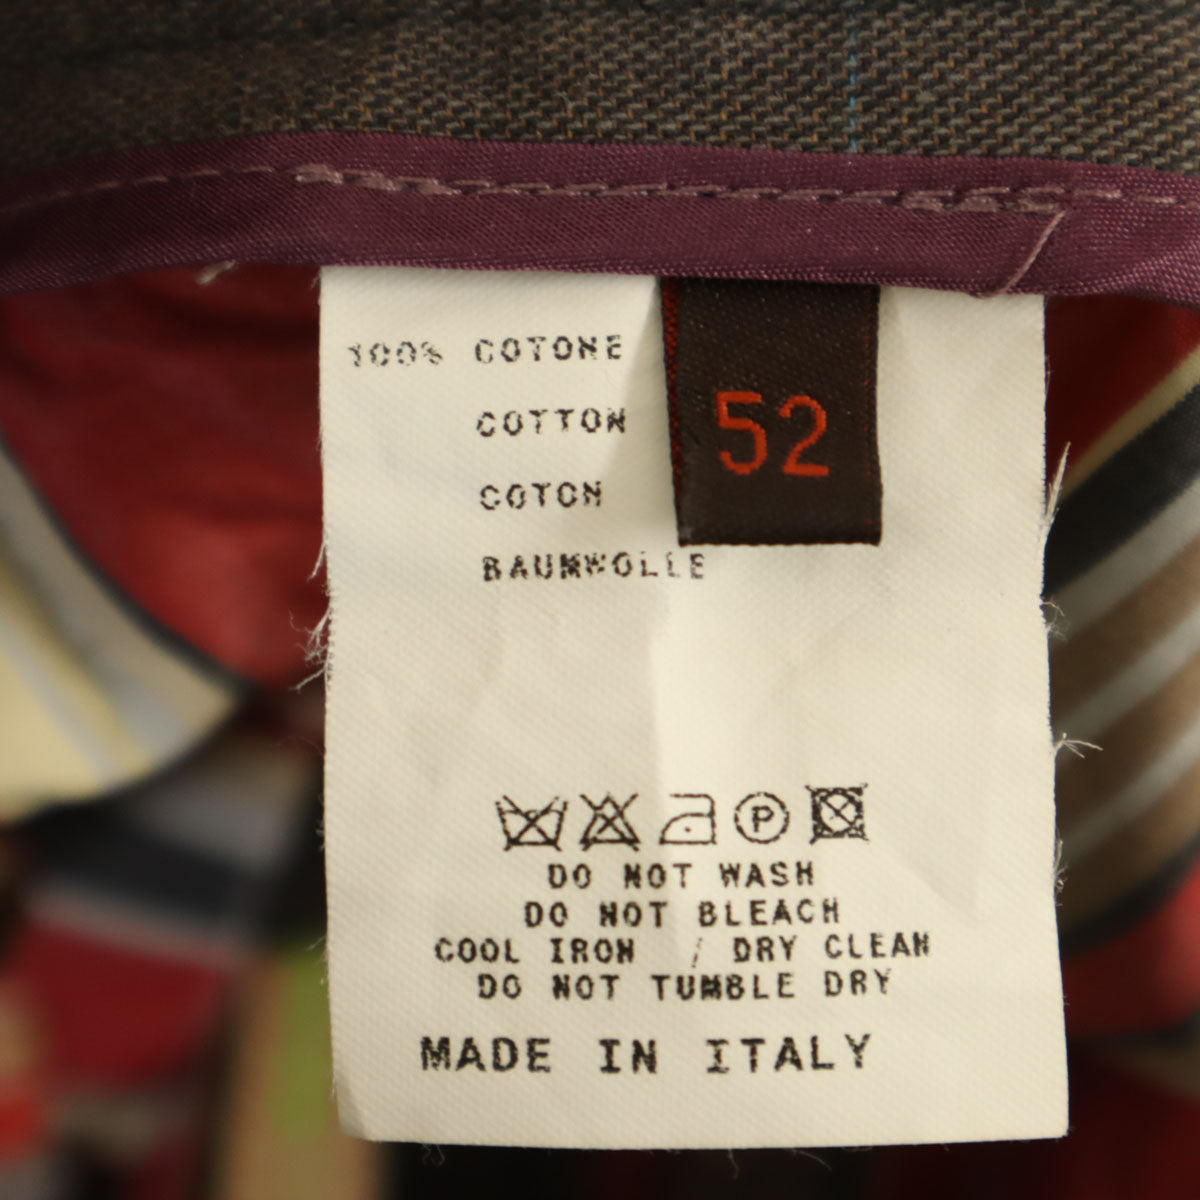 100% COTONE
COTTON
COTON
BAUMWOLLE
52
P
DO NOT WASH
DO NOT BLEACH
COOL IRON / DRY CLEAN
DO NOT TUMBLE DRY
MADE IN ITALY